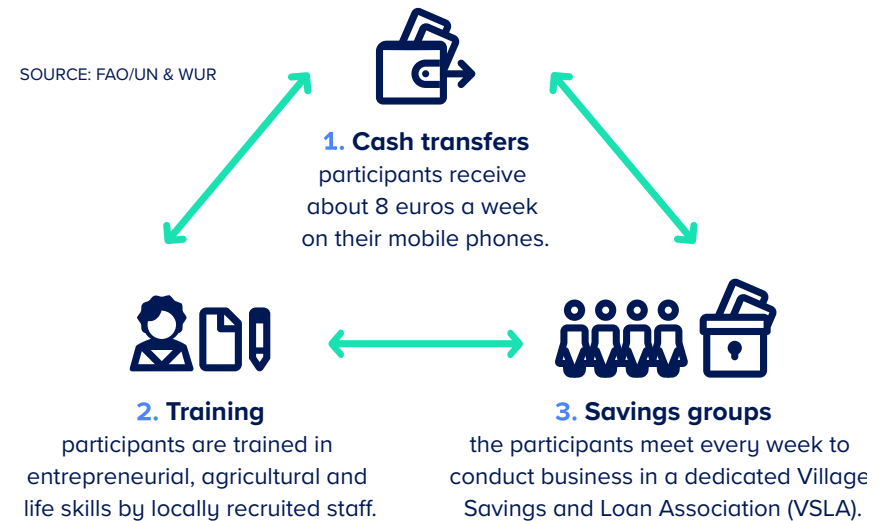 SOURCE: FAO/UN & WUR
1. Cash transfers
participants receive
about 8 euros a week
on their mobile phones.
2. Training
participants are trained in
entrepreneurial, agricultural and
life skills by locally recruited staff.
3. Savings groups
the participants meet every week to
conduct business in a dedicated Village
Savings and Loan Association (VSLA).